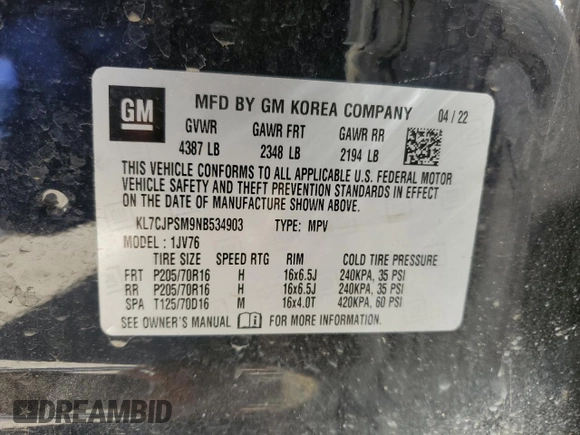 GM MFD BY GM KOREA COMPANY 04 / 22
GVWR GAWR FRT GAWR RR
4387 LB 2348 LB 2194 LB
THIS VEHICLE CONFORMS TO ALL APPLICABLE U.S. FEDERAL MOTOR
VEHICLE SAFETY AND THEFT PREVENTION STANDARDS IN EFFECT
ON THE DATE OF MANUFACTURE SHOWN ABOVE.
KL7CJPSM9NB534903 TYPE: MPV
MODEL : 1JV76
TIRE SIZE SPEED RTG RIM COLD TIRE PRESSURE
FRT P205/70R16 H 16x6.5J 240KPA, 35 PSI
RR P205/70R16 H 16x6.5J 240KPA, 35 PSI
SPA T125/70D16 M 16x4.0T 420KPA, 60 PSI
SEE OWNER'S MANUAL FOR MORE INFORMATION.
DREAMBID